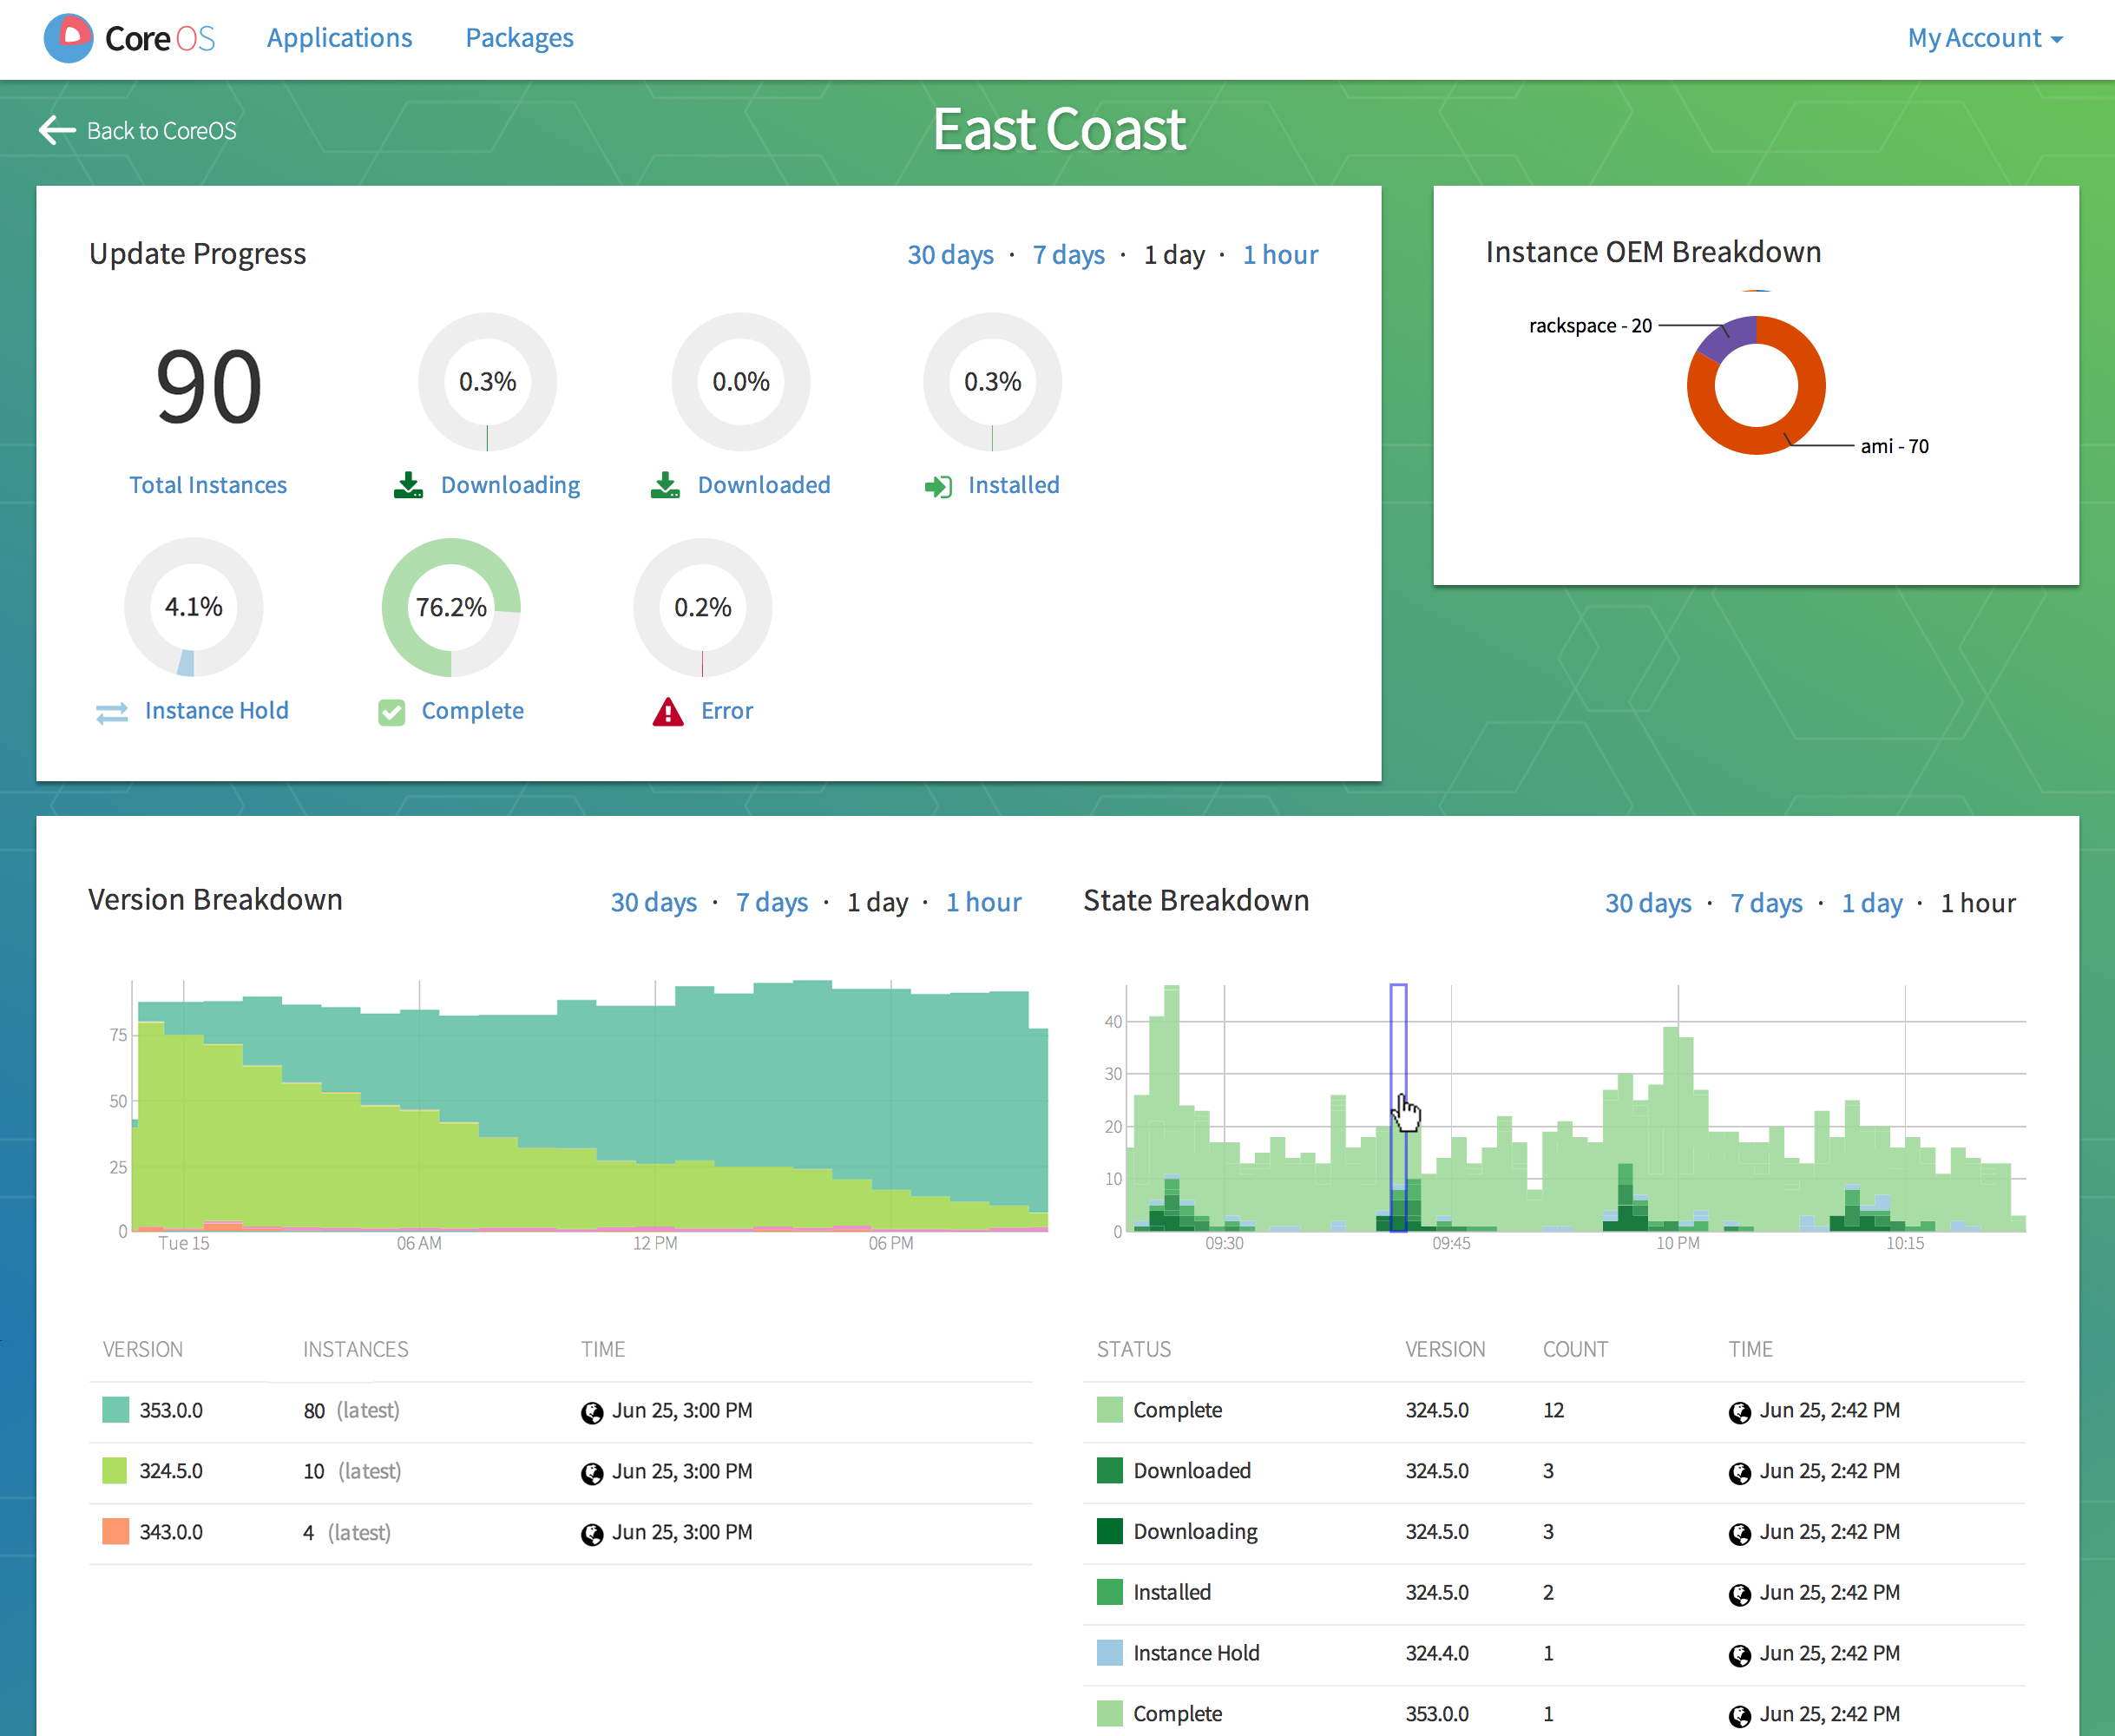 CoreOS Applications Packages My Account
Back to CoreOS
East Coast
Update Progress 30 days · 7 days · 1 day · 1 hour
90
Total Instances
0.3%
Downloading
0.0%
Downloaded
0.3%
Installed
4.1%
Instance Hold
76.2%
Complete
0.2%
Error
Instance OEM Breakdown
rackspace - 20
ami - 70
Version Breakdown 30 days · 7 days · 1 day · 1 hour
75
50
25
0
Tue 15 06 AM 12 PM 06 PM
VERSION INSTANCES TIME
353.0.0 80 (latest) Jun 25, 3:00 PM
324.5.0 10 (latest) Jun 25, 3:00 PM
343.0.0 4 (latest) Jun 25, 3:00 PM
State Breakdown 30 days · 7 days · 1 day · 1 hour
40
30
20
10
0
09:30 09:45 10 PM 10:15
STATUS VERSION COUNT TIME
Complete 324.5.0 12 Jun 25, 2:42 PM
Downloaded 324.5.0 3 Jun 25, 2:42 PM
Downloading 324.5.0 3 Jun 25, 2:42 PM
Installed 324.5.0 2 Jun 25, 2:42 PM
Instance Hold 324.4.0 1 Jun 25, 2:42 PM
Complete 353.0.0 1 Jun 25, 2:42 PM